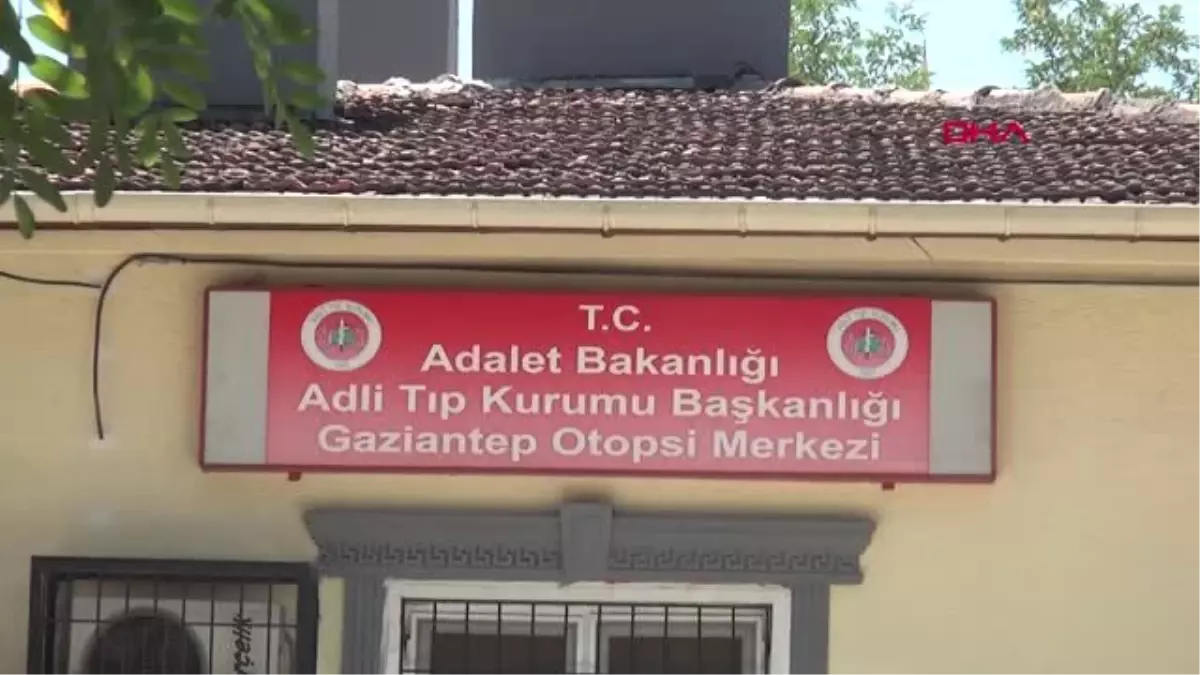 DHA
T.C.
Adalet Bakanlığı
Adli Tıp Kurumu Başkanlığı
Gaziantep Otopsi Merkezi